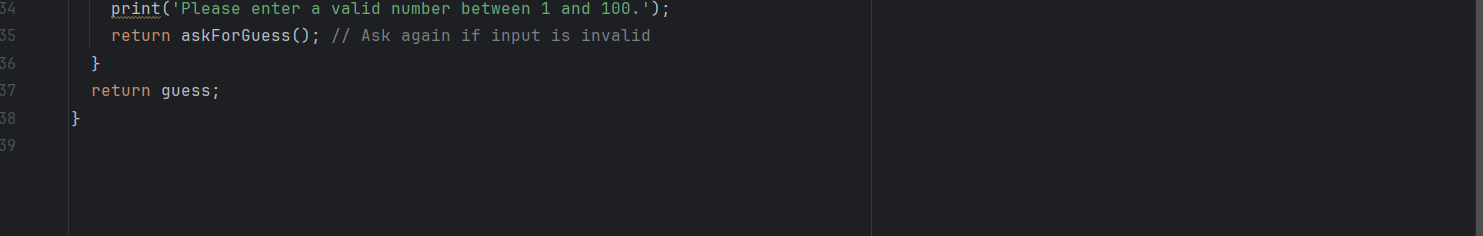 34 print('Please enter a valid number between 1 and 100.');
35 return askForGuess(); // Ask again if input is invalid
36 }
37 return guess;
38 }
39